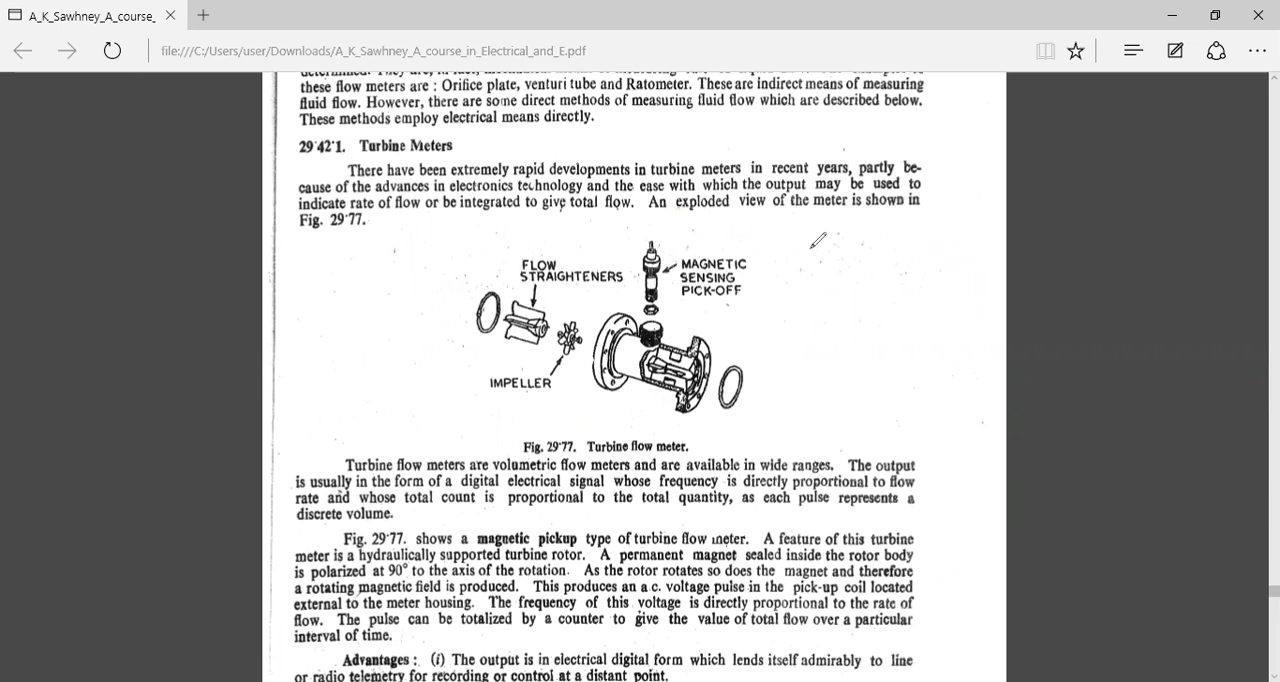 A_K_Sawhney_A_course_
file:///C:/Users/user/Downloads/A_K_Sawhney_A_course_in_Electrical_and_E.pdf
these flow meters are : Orifice plate, venturi tube and Ratometer. These are indirect means of measuring
fluid flow. However, there are some direct methods of measuring fluid flow which are described below.
These methods employ electrical means directly.
29·42·1. Turbine Meters
There have been extremely rapid developments in turbine meters in recent years, partly be-
cause of the advances in electronics technology and the ease with which the output may be used to
indicate rate of flow or be integrated to give total flow. An exploded view of the meter is shown in
Fig. 29·77.
FLOW
STRAIGHTENERS
MAGNETIC
SENSING
PICK-OFF
IMPELLER
Fig. 29·77. Turbine flow meter.
Turbine flow meters are volumetric flow meters and are available in wide ranges. The output
is usually in the form of a digital electrical signal whose frequency is directly proportional to flow
rate and whose total count is proportional to the total quantity, as each pulse represents a
discrete volume.
Fig. 29·77. shows a magnetic pickup type of turbine flow meter. A feature of this turbine
meter is a hydraulically supported turbine rotor. A permanent magnet sealed inside the rotor body
is polarized at 90° to the axis of the rotation. As the rotor rotates so does the magnet and therefore
a rotating magnetic field is produced. This produces an a.c. voltage pulse in the pick-up coil located
external to the meter housing. The frequency of this voltage is directly proportional to the rate of
flow. The pulse can be totalized by a counter to give the value of total flow over a particular
interval of time.
Advantages : (i) The output is in electrical digital form which lends itself admirably to line
or radio telemetry for recording or control at a distant point.